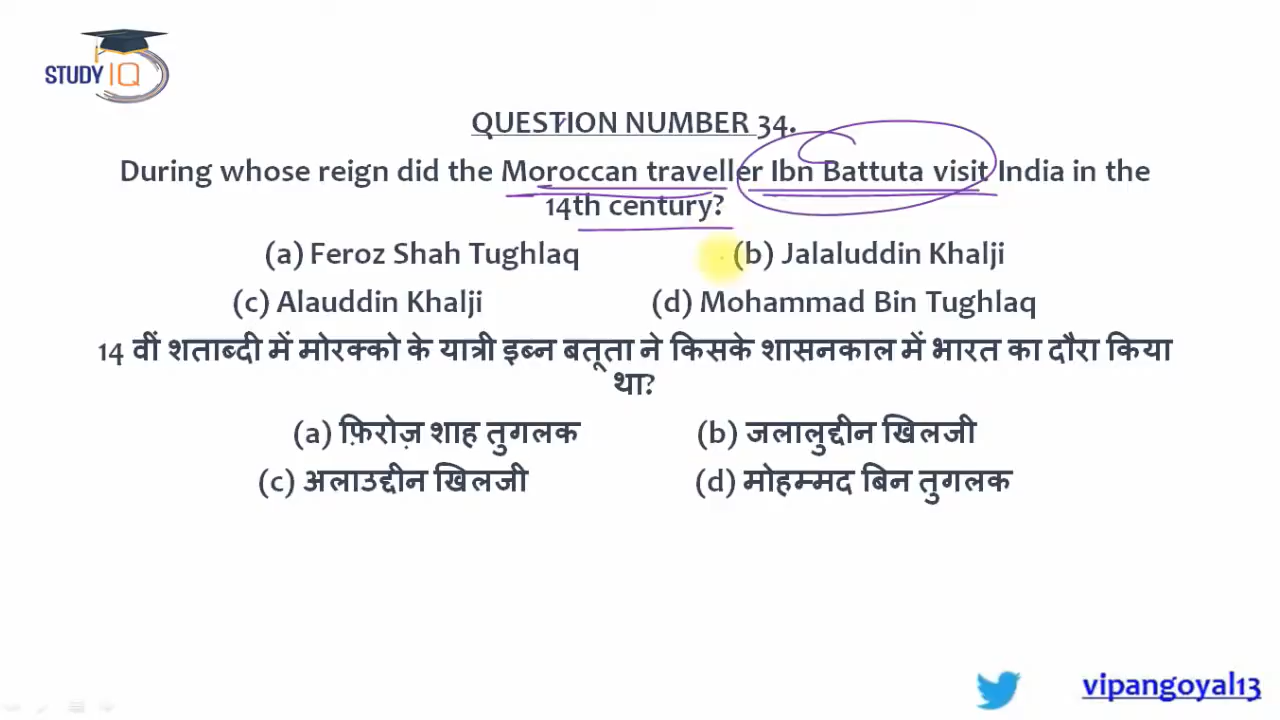 STUDY IQ
QUESTION NUMBER 34.
During whose reign did the Moroccan traveller Ibn Battuta visit India in the
14th century?
(a) Feroz Shah Tughlaq (b) Jalaluddin Khalji
(c) Alauddin Khalji (d) Mohammad Bin Tughlaq
14 वीं शताब्दी में मोरक्को के यात्री इब्न बतूता ने किसके शासनकाल में भारत का दौरा किया
था?
(a) फ़िरोज़ शाह तुगलक (b) जलालुद्दीन खिलजी
(c) अलाउद्दीन खिलजी (d) मोहम्मद बिन तुगलक
vipangoyal13